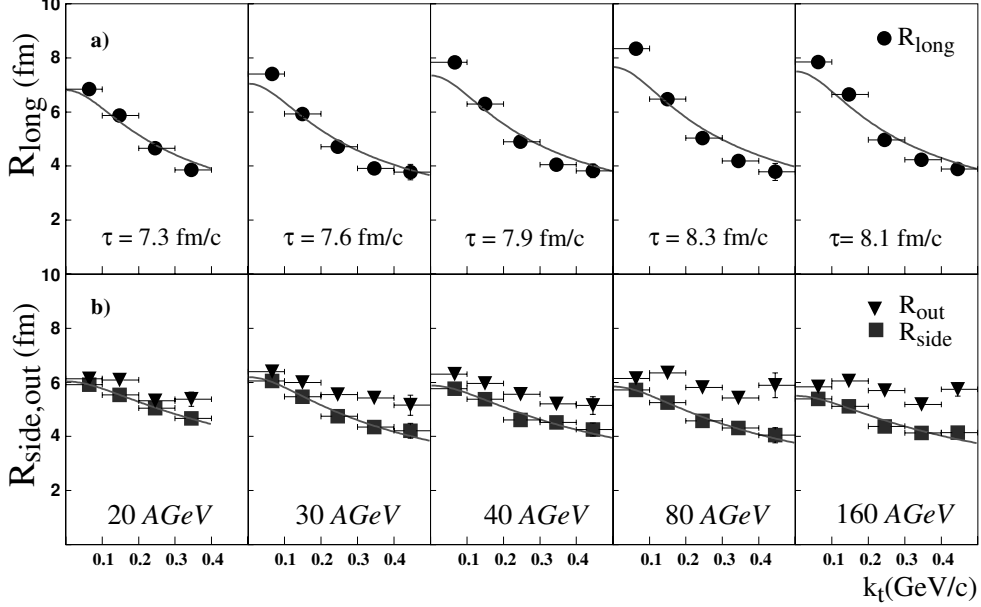 10
a)
R_long
8
R_long (fm)
6
4
2
τ = 7.3 fm/c
τ = 7.6 fm/c
τ = 7.9 fm/c
τ = 8.3 fm/c
τ= 8.1 fm/c
10
b)
R_out
R_side
8
R_side,out (fm)
6
4
2
20 AGeV
30 AGeV
40 AGeV
80 AGeV
160 AGeV
0.1 0.2 0.3 0.4 0.1 0.2 0.3 0.4 0.1 0.2 0.3 0.4 0.1 0.2 0.3 0.4 0.1 0.2 0.3 0.4
k_t(GeV/c)